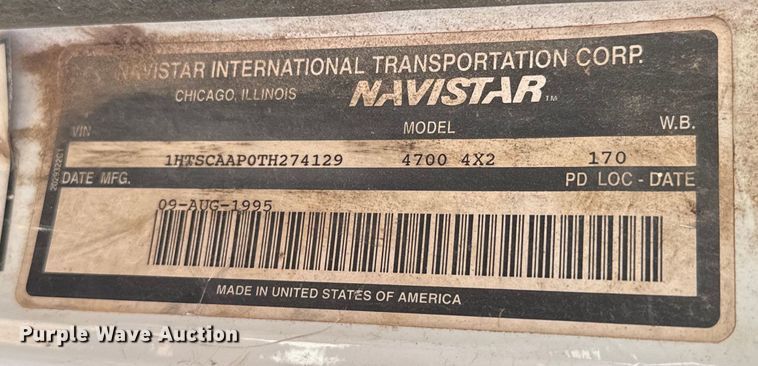 NAVISTAR INTERNATIONAL TRANSPORTATION CORP.
CHICAGO, ILLINOIS NAVISTAR TM
VIN MODEL W.B.
1HTSCAAP0TH274129 4700 4X2 170
DATE MFG. PD LOC - DATE
09-AUG-1995
MADE IN UNITED STATES OF AMERICA
Purple Wave Auction